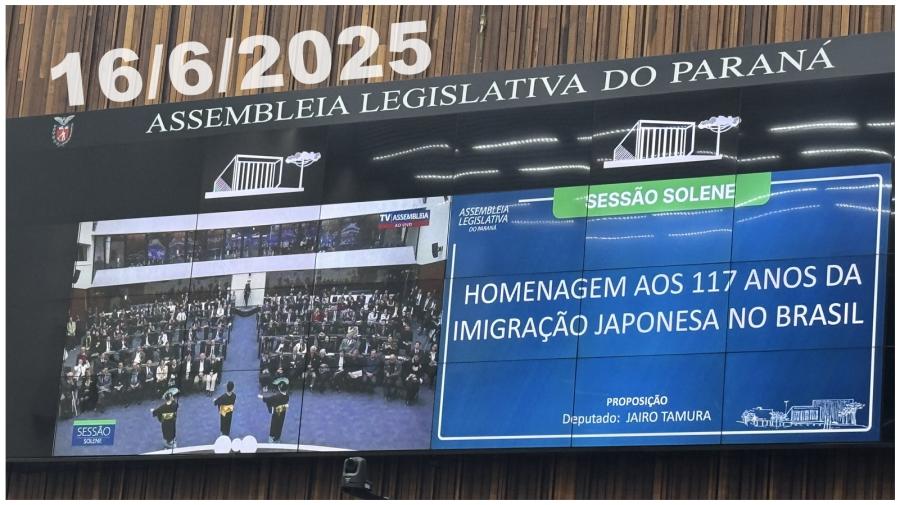 16/6/2025
ASSEMBLEIA LEGISLATIVA DO PARANÁ
TV ASSEMBLEIA
AO VIVO
SESSÃO
SOLENE
ASSEMBLEIA
LEGISLATIVA
DO PARANÁ
SESSÃO SOLENE
HOMENAGEM AOS 117 ANOS DA
IMIGRAÇÃO JAPONESA NO BRASIL
PROPOSIÇÃO
Deputado: JAIRO TAMURA